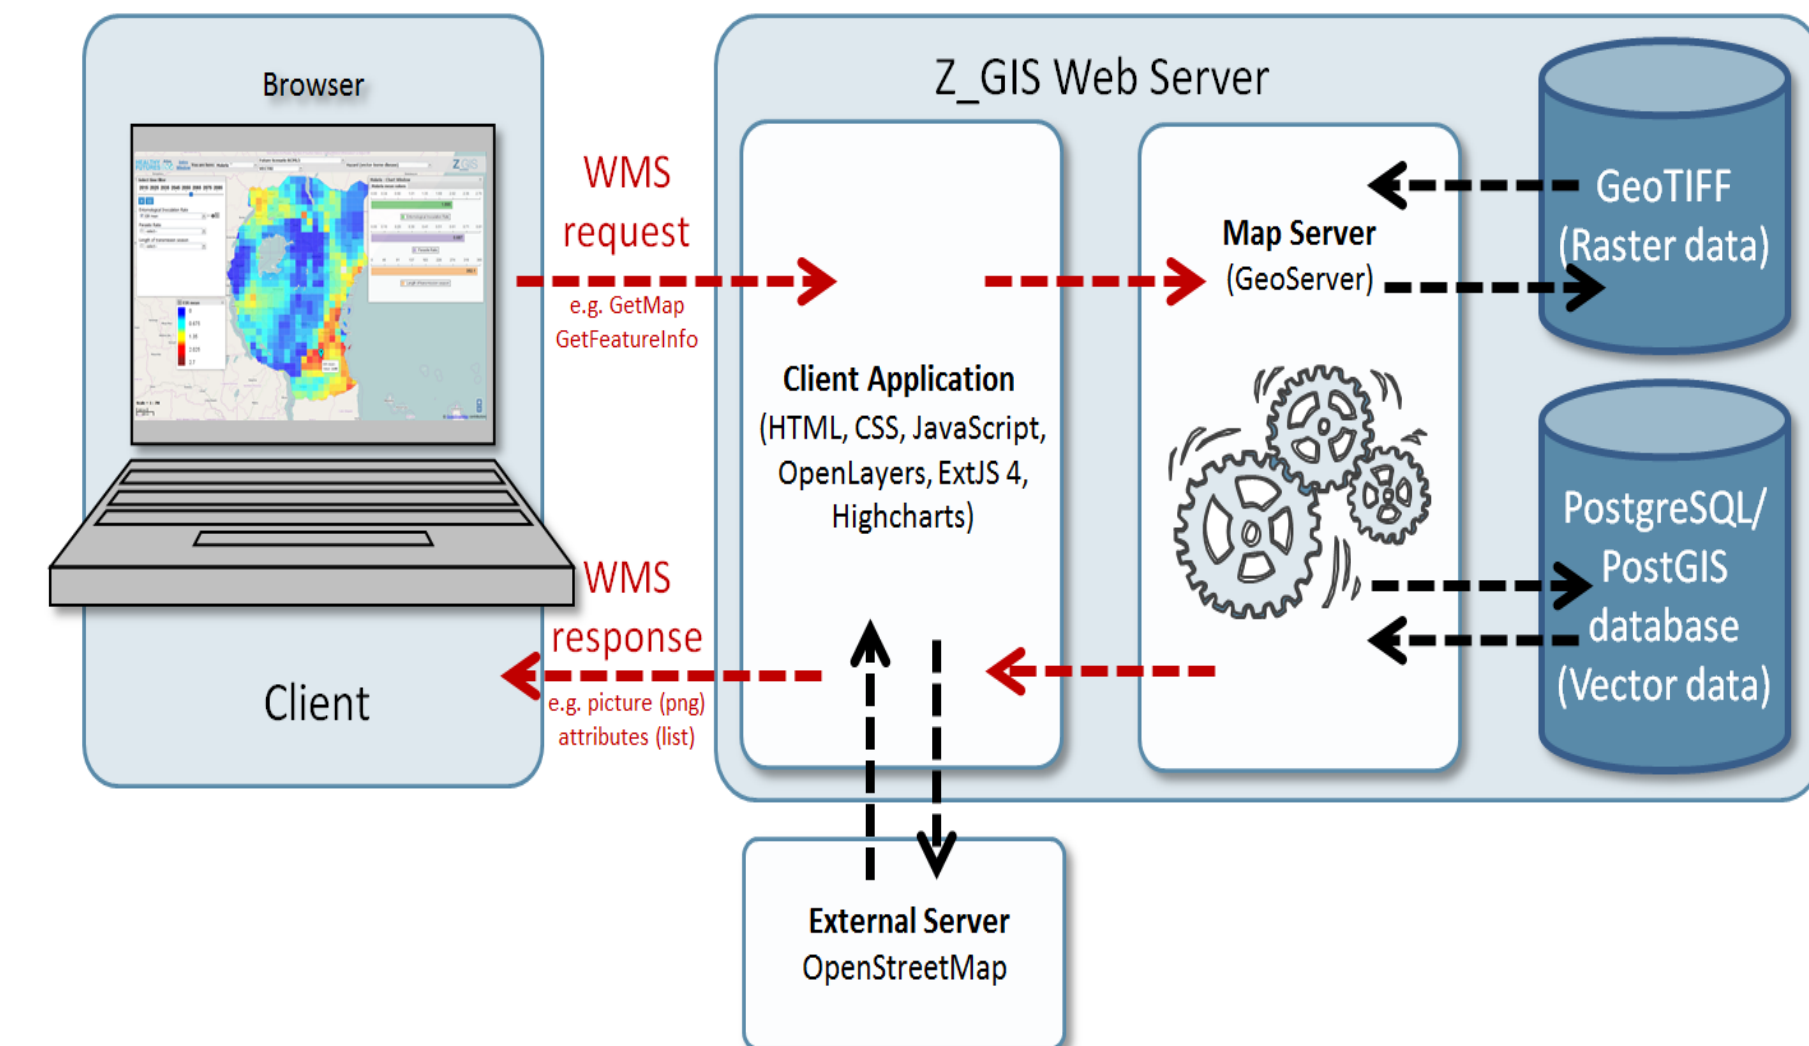 Browser
Z_GIS
Client
WMS
request
e.g. GetMap
GetFeatureInfo
WMS
response
e.g. picture (png)
attributes (list)
Z_GIS Web Server
Client Application
(HTML, CSS, JavaScript,
OpenLayers, ExtJS 4,
Highcharts)
Map Server
(GeoServer)
GeoTIFF
(Raster data)
PostgreSQL/
PostGIS
database
(Vector data)
External Server
OpenStreetMap